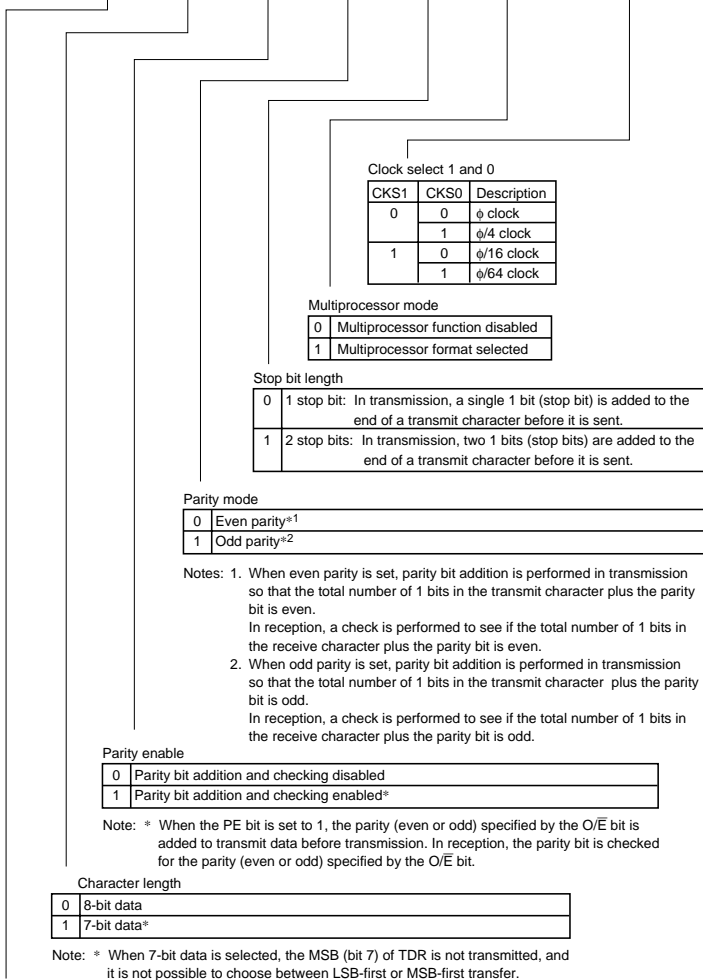 Clock select 1 and 0
CKS1 CKS0 Description
0 0 ϕ clock
1 ϕ/4 clock
1 0 ϕ/16 clock
1 ϕ/64 clock
Multiprocessor mode
0 Multiprocessor function disabled
1 Multiprocessor format selected
Stop bit length
0 1 stop bit: In transmission, a single 1 bit (stop bit) is added to the
end of a transmit character before it is sent.
1 2 stop bits: In transmission, two 1 bits (stop bits) are added to the
end of a transmit character before it is sent.
Parity mode
0 Even parity*1
1 Odd parity*2
Notes: 1. When even parity is set, parity bit addition is performed in transmission
so that the total number of 1 bits in the transmit character plus the parity
bit is even.
In reception, a check is performed to see if the total number of 1 bits in
the receive character plus the parity bit is even.
2. When odd parity is set, parity bit addition is performed in transmission
so that the total number of 1 bits in the transmit character plus the parity
bit is odd.
In reception, a check is performed to see if the total number of 1 bits in
the receive character plus the parity bit is odd.
Parity enable
0 Parity bit addition and checking disabled
1 Parity bit addition and checking enabled*
Note: * When the PE bit is set to 1, the parity (even or odd) specified by the O/E̅ bit is
added to transmit data before transmission. In reception, the parity bit is checked
for the parity (even or odd) specified by the O/E̅ bit.
Character length
0 8-bit data
1 7-bit data*
Note: * When 7-bit data is selected, the MSB (bit 7) of TDR is not transmitted, and
it is not possible to choose between LSB-first or MSB-first transfer.